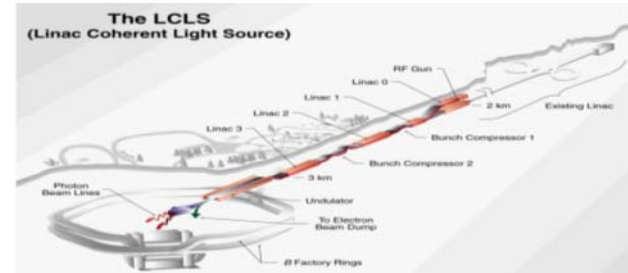 The LCLS
(Linac Coherent Light Source)
RF Gun
Linac 0
Linac 1
2 km
Existing Linac
Linac 2
Bunch Compressor 1
Linac 3
Bunch Compressor 2
3 km
Photon
Beam Lines
Undulator
To Electron
Beam Dump
B Factory Rings